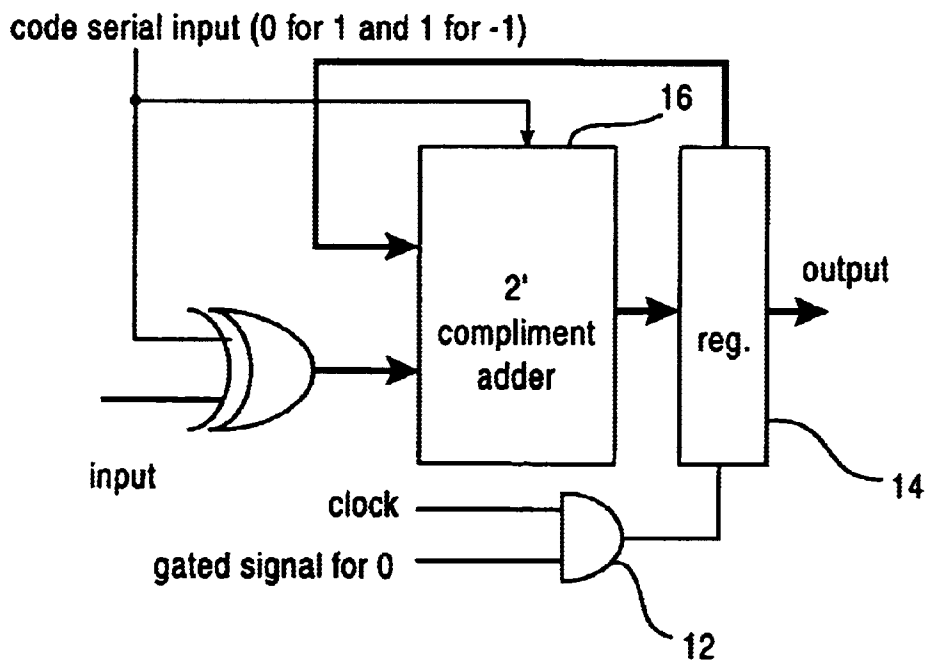 code serial input (0 for 1 and 1 for -1)
16
output
2'
compliment
adder
reg.
input
14
clock
gated signal for 0
12